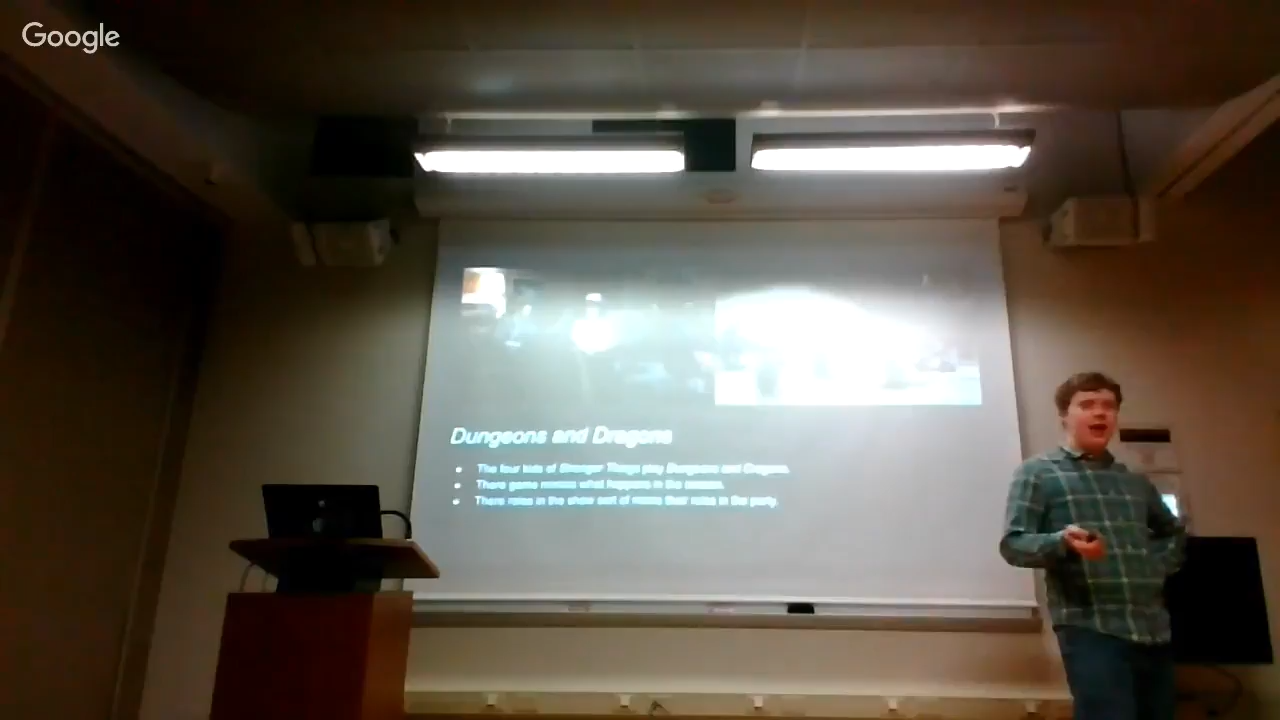 Google
Dungeons and Dragons
The four kids of Stranger Things play Dungeons and Dragons.
There game mimics what happens in the season.
There roles in the show sort of mimic their roles in the party.